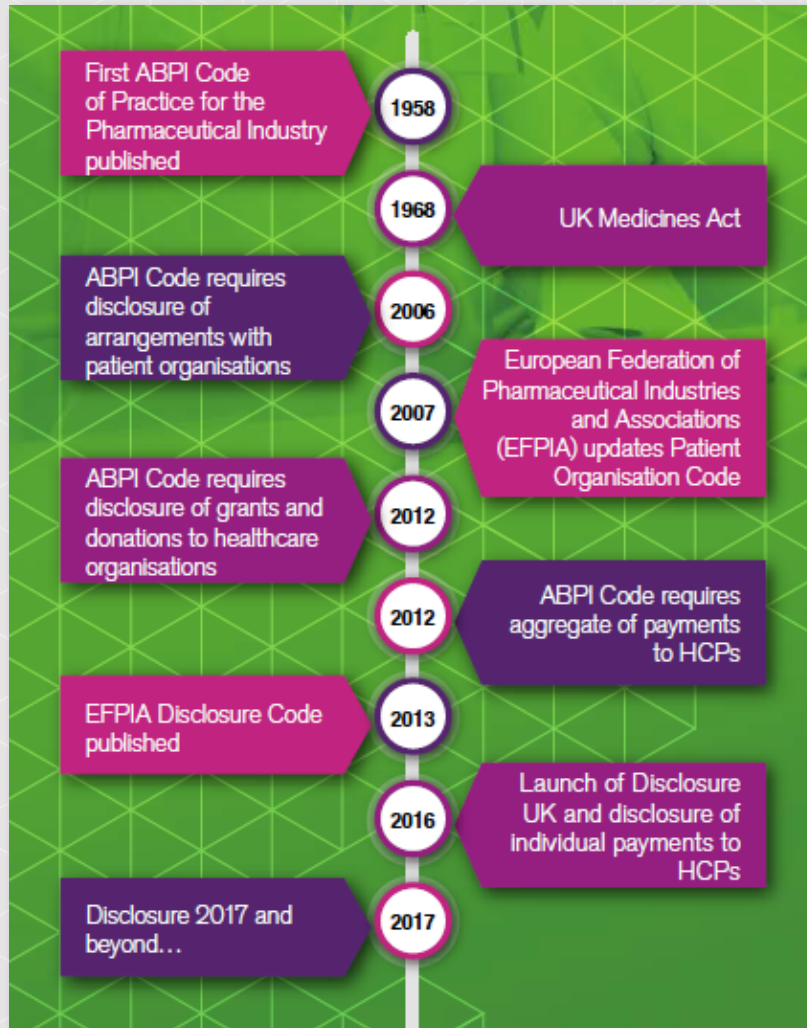 First ABPI Code
of Practice for the
Pharmaceutical Industry
published
1958
1968
UK Medicines Act
ABPI Code requires
disclosure of
arrangements with
patient organisations
2006
2007
European Federation of
Pharmaceutical Industries
and Associations
(EFPIA) updates Patient
Organisation Code
ABPI Code requires
disclosure of grants and
donations to healthcare
organisations
2012
2012
ABPI Code requires
aggregate of payments
to HCPs
EFPIA Disclosure Code
published
2013
2016
Launch of Disclosure
UK and disclosure of
individual payments to
HCPs
Disclosure 2017 and
beyond…
2017